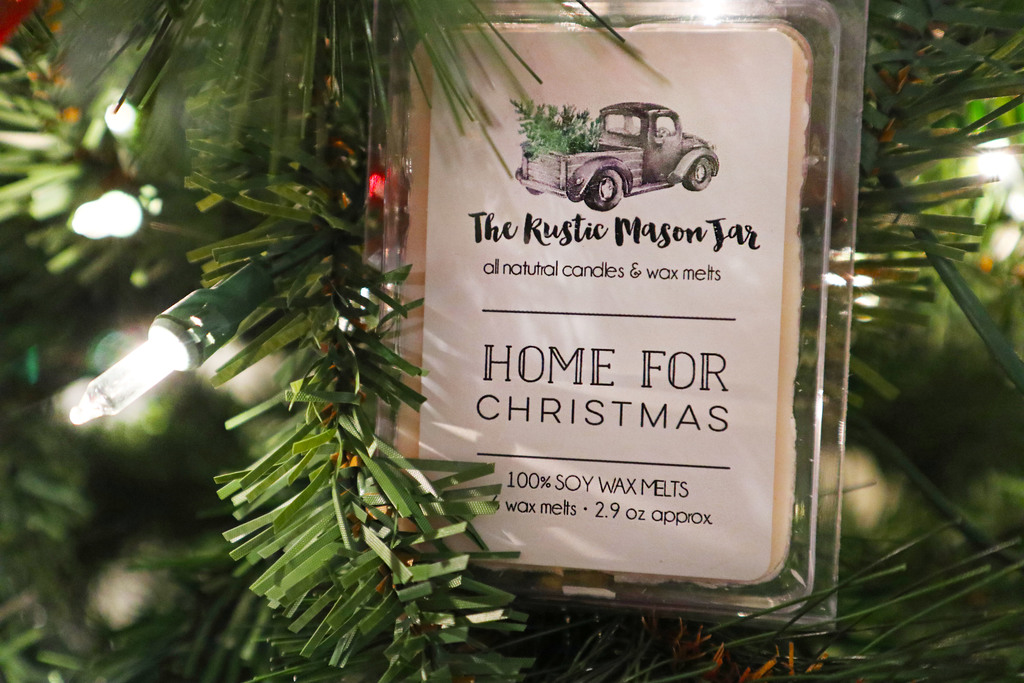 The Rustic Mason Jar
all natutral candles & wax melts
HOME FOR
CHRISTMAS
100% SOY WAX MELTS
wax melts • 2.9 oz approx.